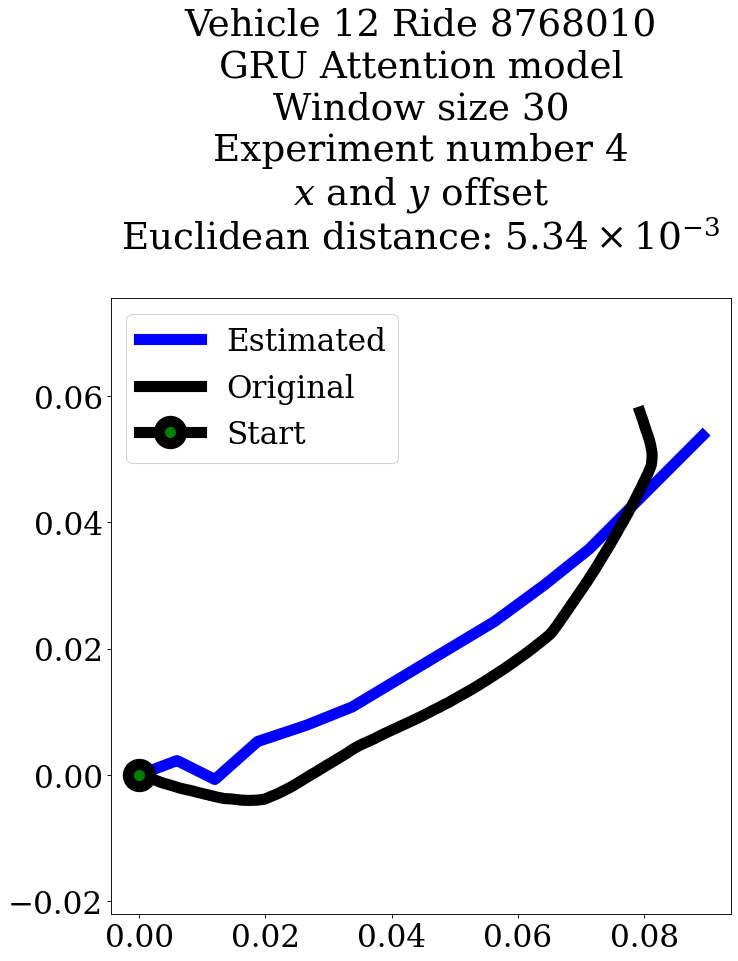 Vehicle 12 Ride 8768010
GRU Attention model
Window size 30
Experiment number 4
x and y offset
Euclidean distance: 5.34 × 10⁻³
Estimated
Original
Start
0.06
0.04
0.02
0.00
−0.02
0.00 0.02 0.04 0.06 0.08